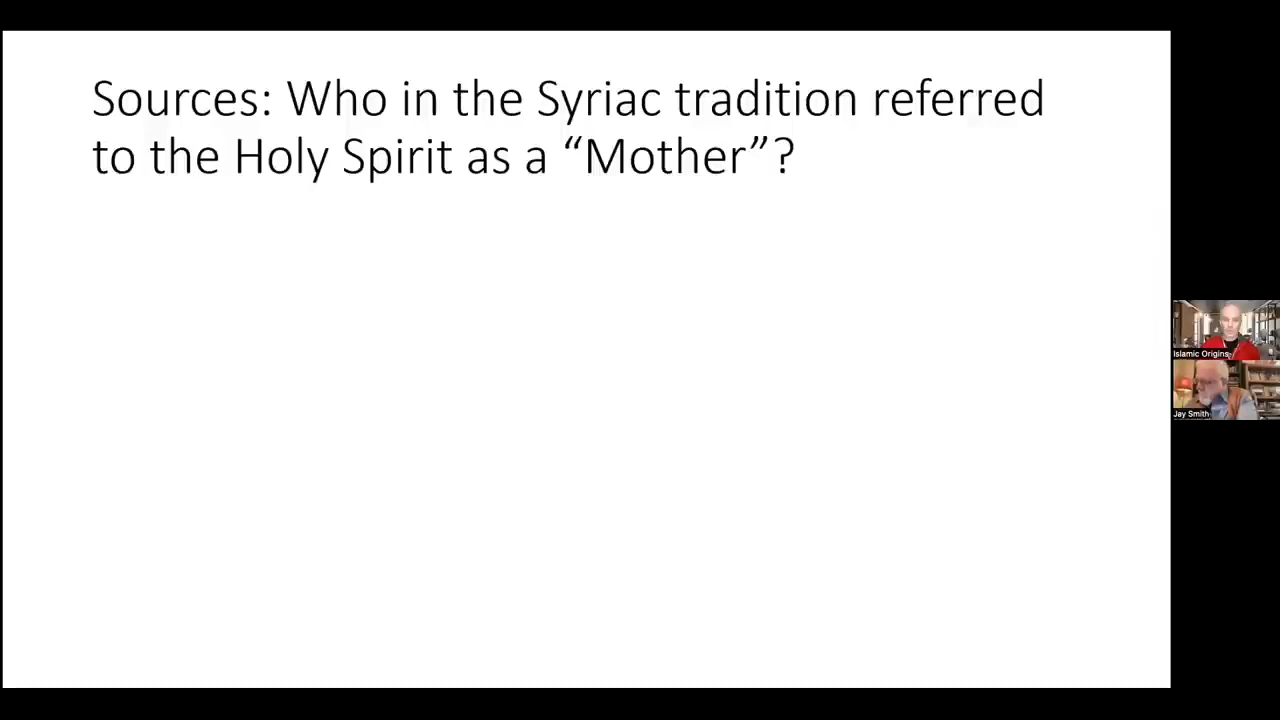 Sources: Who in the Syriac tradition referred
to the Holy Spirit as a “Mother”?
Islamic Origins
Jay Smith